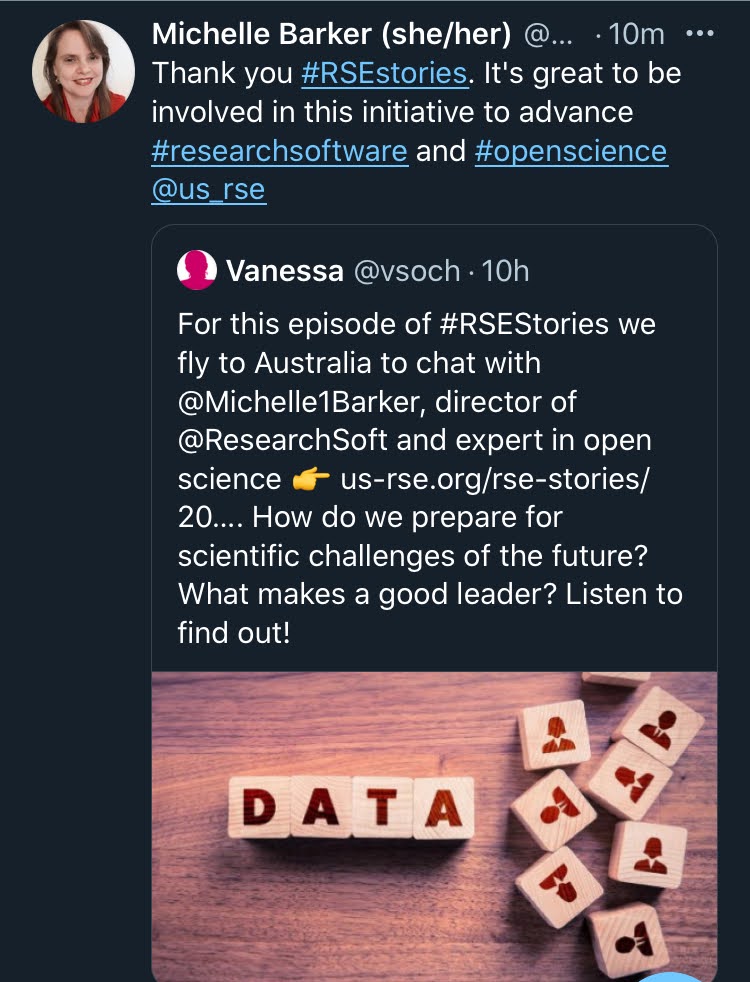 Michelle Barker (she/her) @... · 10m
Thank you #RSEstories. It's great to be
involved in this initiative to advance
#researchsoftware and #openscience
@us_rse
Vanessa @vsoch · 10h
For this episode of #RSEStories we
fly to Australia to chat with
@Michelle1Barker, director of
@ResearchSoft and expert in open
science 👉 us-rse.org/rse-stories/
20.... How do we prepare for
scientific challenges of the future?
What makes a good leader? Listen to
find out!
DATA